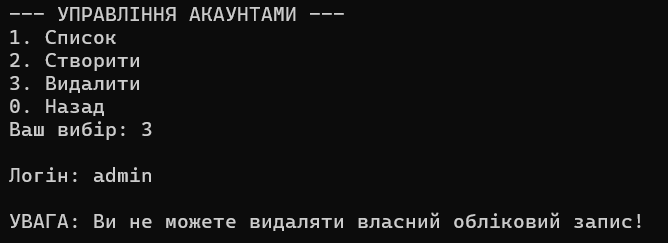 --- УПРАВЛІННЯ АКАУНТАМИ ---
1. Список
2. Створити
3. Видалити
0. Назад
Ваш вибір: 3
Логін: admin
УВАГА: Ви не можете видаляти власний обліковий запис!